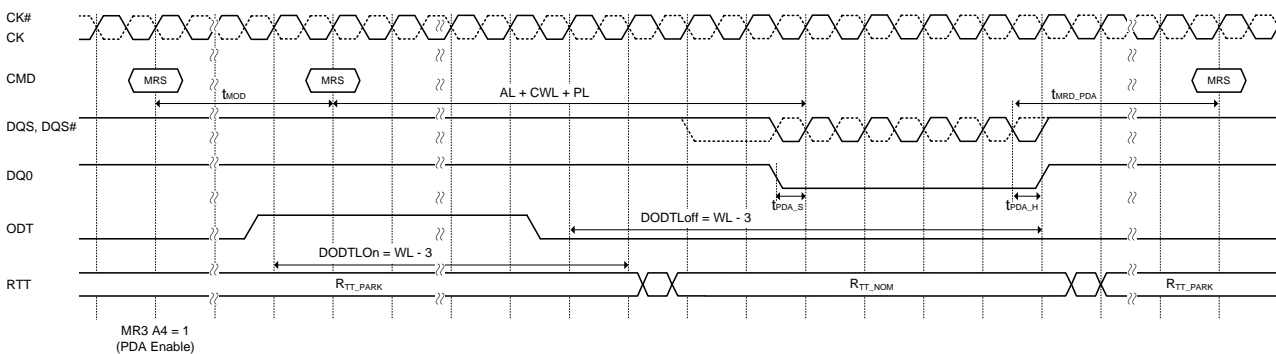 CK#
CK
CMD
MRS
MRS
MRS
tMOD
AL + CWL + PL
tMRD_PDA
DQS, DQS#
DQ0
tPDA_S
tPDA_H
ODT
DODTLoff = WL - 3
DODTLOn = WL - 3
RTT
RTT_PARK
RTT_NOM
RTT_PARK
MR3 A4 = 1
(PDA Enable)